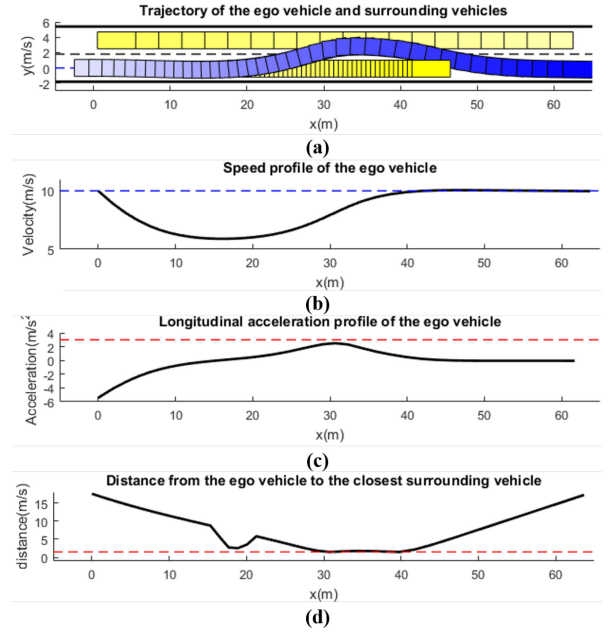 Trajectory of the ego vehicle and surrounding vehicles
y(m/s)
6
4
2
0
-2
0 10 20 30 40 50 60
x(m)
(a)
Speed profile of the ego vehicle
Velocity(m/s)
10
5
0 10 20 30 40 50 60
x(m)
(b)
Longitudinal acceleration profile of the ego vehicle
Acceleration(m/s²
4
2
0
-2
-4
-6
0 10 20 30 40 50 60
x(m)
(c)
Distance from the ego vehicle to the closest surrounding vehicle
distance(m/s)
15
10
5
0
0 10 20 30 40 50 60
x(m)
(d)